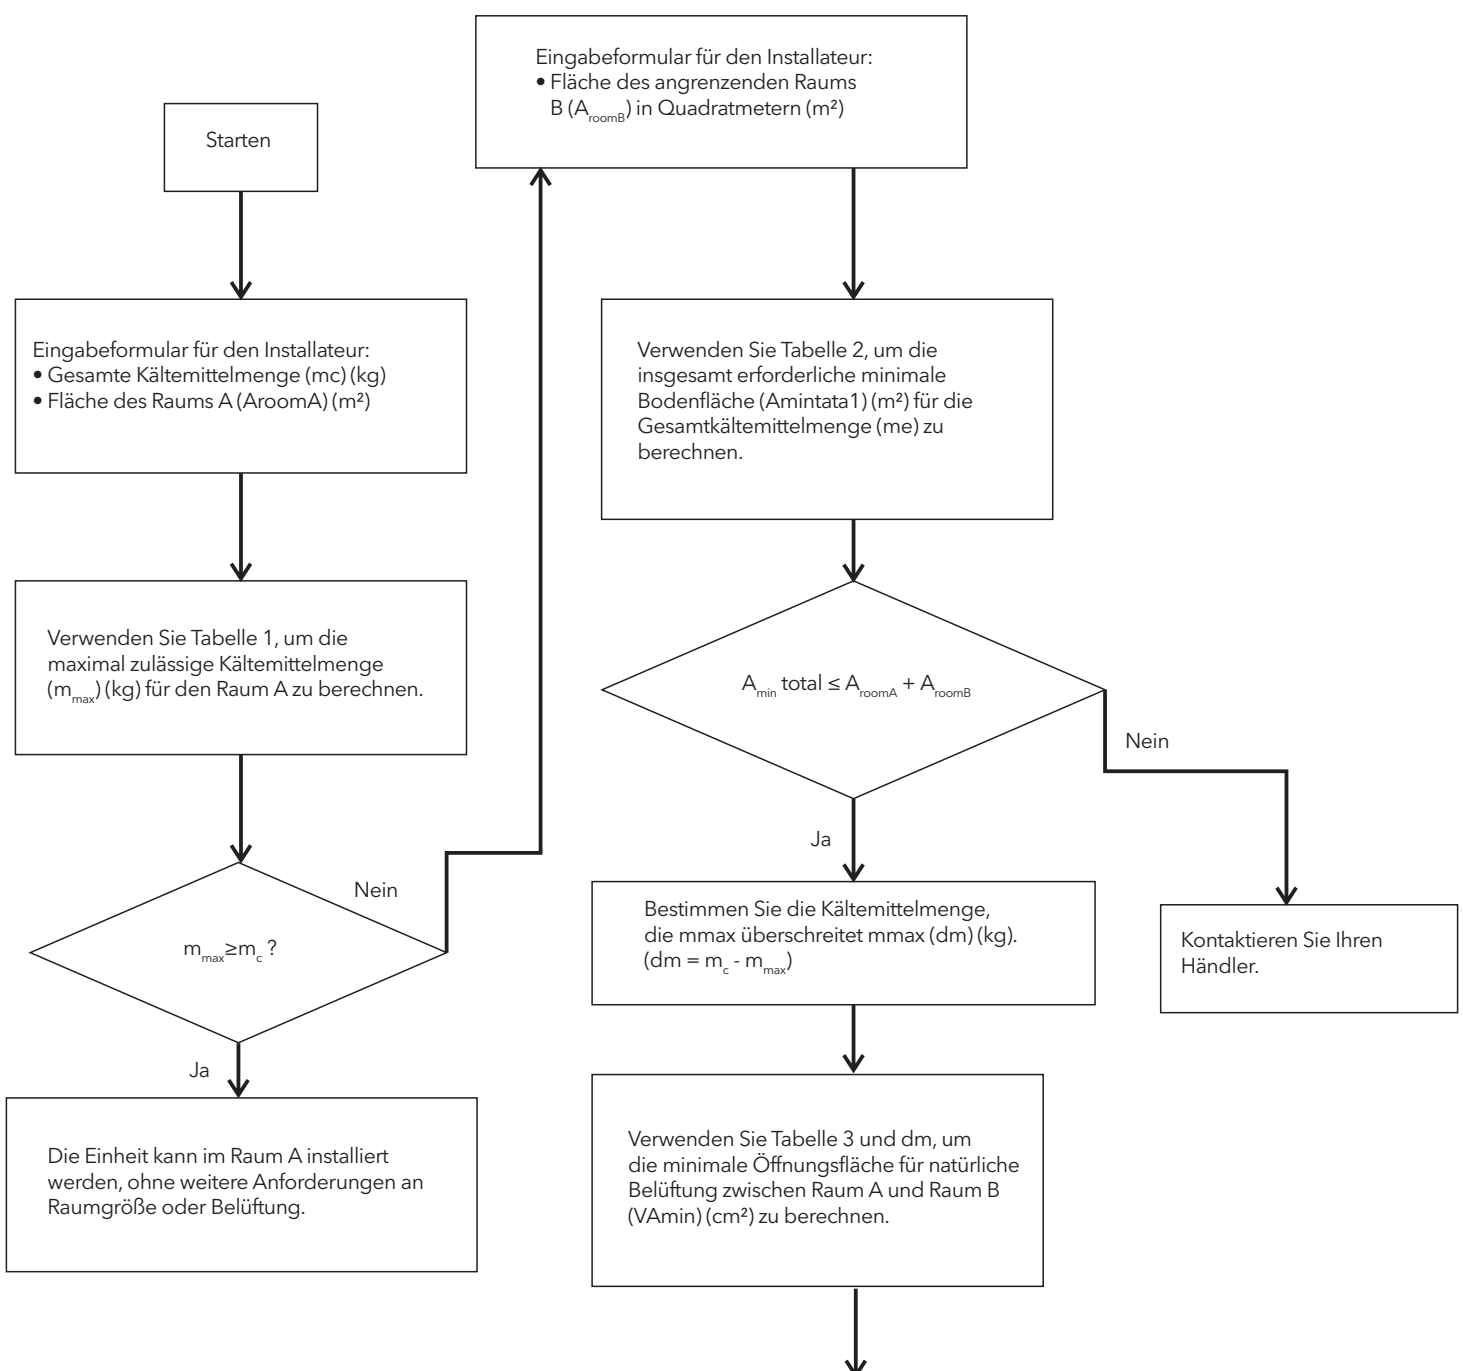 Starten
Eingabeformular für den Installateur:
• Gesamte Kältemittelmenge (mc) (kg)
• Fläche des Raums A (AroomA) (m²)
Verwenden Sie Tabelle 1, um die
maximal zulässige Kältemittelmenge
(mmax) (kg) für den Raum A zu berechnen.
mmax≥mc ?
Nein
Ja
Die Einheit kann im Raum A installiert
werden, ohne weitere Anforderungen an
Raumgröße oder Belüftung.
Eingabeformular für den Installateur:
• Fläche des angrenzenden Raums
B (AroomB) in Quadratmetern (m²)
Verwenden Sie Tabelle 2, um die
insgesamt erforderliche minimale
Bodenfläche (Amintata1) (m²) für die
Gesamtkältemittelmenge (me) zu
berechnen.
Amin total ≤ AroomA + AroomB
Nein
Ja
Bestimmen Sie die Kältemittelmenge,
die mmax überschreitet mmax (dm) (kg).
(dm = mc - mmax)
Kontaktieren Sie Ihren
Händler.
Verwenden Sie Tabelle 3 und dm, um
die minimale Öffnungsfläche für natürliche
Belüftung zwischen Raum A und Raum B
(VAmin) (cm²) zu berechnen.